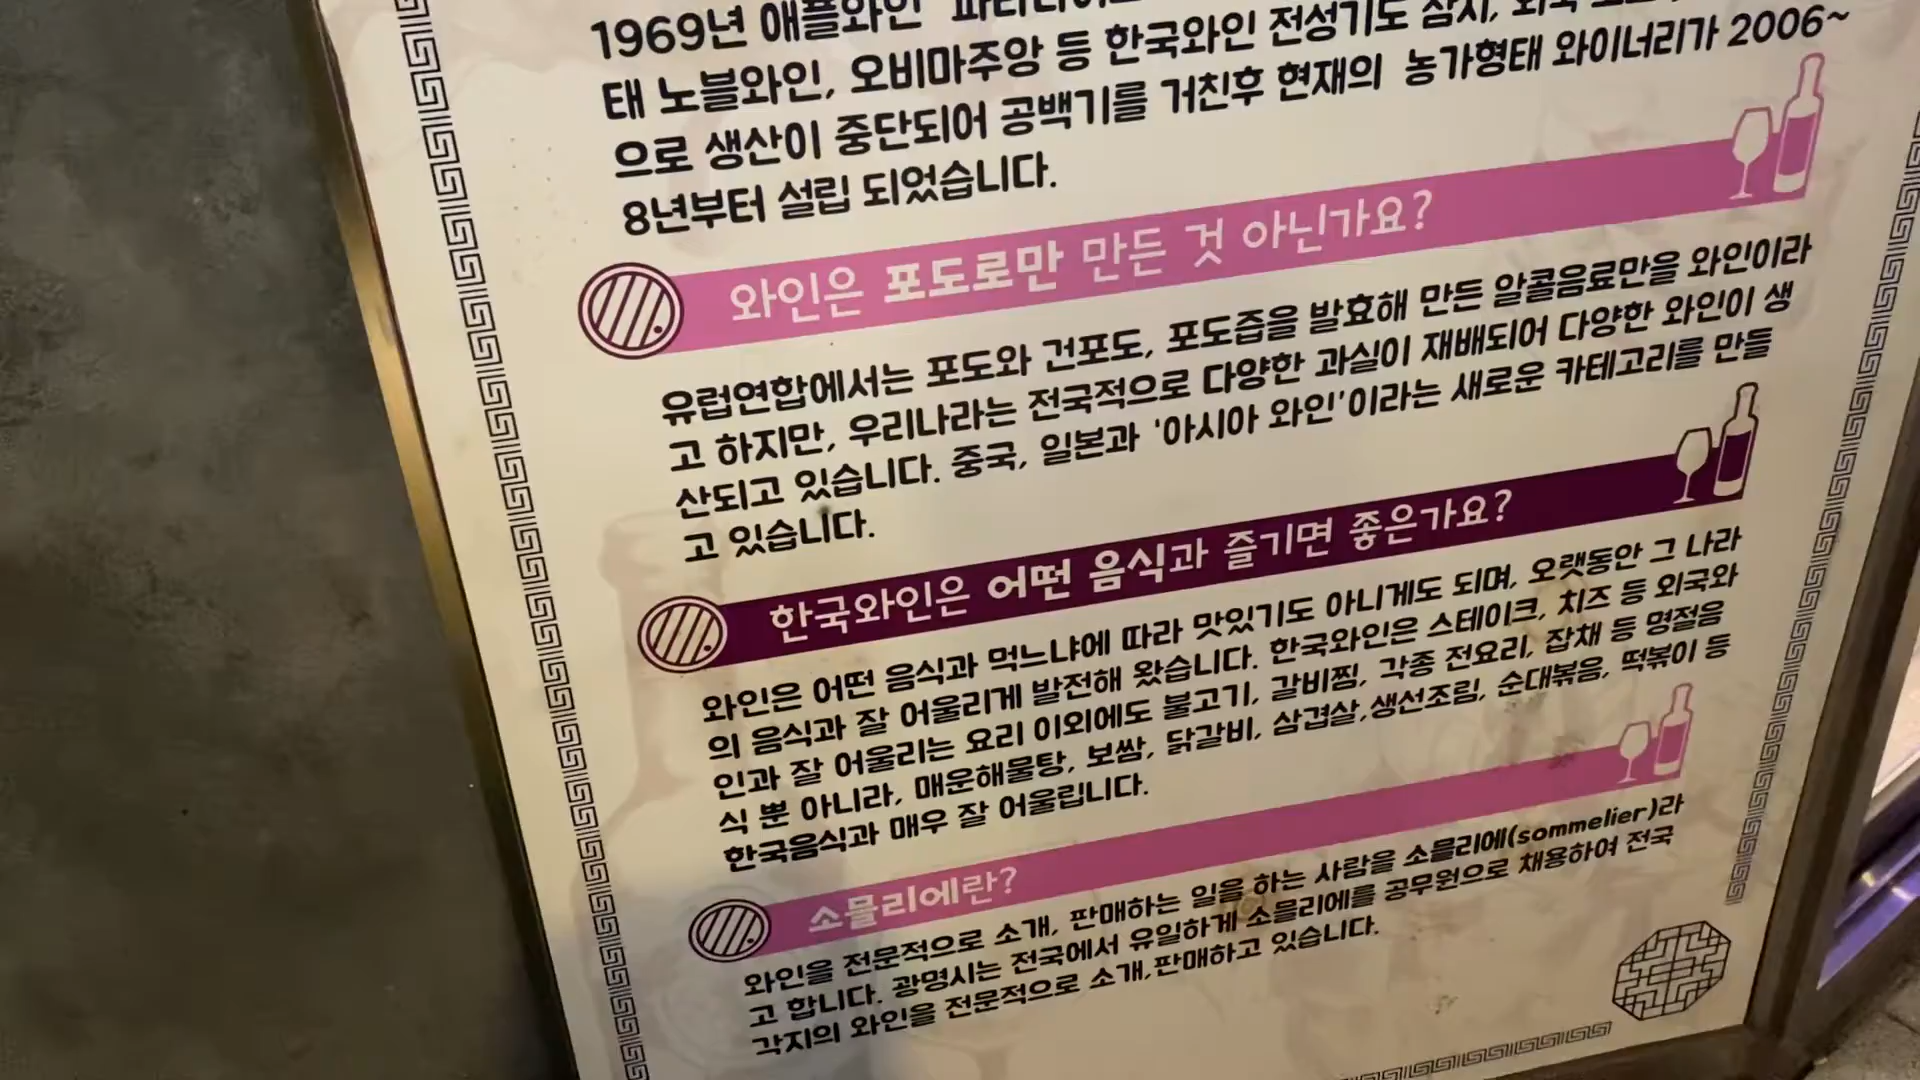 1969년 애플와인
태 노블와인, 오비마주앙 등 한국와인 전성기도 잠시, 외국
으로 생산이 중단되어 공백기를 거친후 현재의 농가형태 와이너리가 2006~
8년부터 설립 되었습니다.
와인은 포도로만 만든 것 아닌가요?
유럽연합에서는 포도와 건포도, 포도즙을 발효해 만든 알콜음료만을 와인이라
고 하지만, 우리나라는 전국적으로 다양한 과실이 재배되어 다양한 와인이 생
산되고 있습니다. 중국, 일본과 '아시아 와인'이라는 새로운 카테고리를 만들
고 있습니다.
한국와인은 어떤 음식과 즐기면 좋은가요?
와인은 어떤 음식과 먹느냐에 따라 맛있기도 아니게도 되며, 오랫동안 그 나라
의 음식과 잘 어울리게 발전해 왔습니다. 한국와인은 스테이크, 치즈 등 외국와
인과 잘 어울리는 요리 이외에도 불고기, 갈비찜, 각종 전요리, 잡채 등 명절음
식 뿐 아니라, 매운해물탕, 보쌈, 닭갈비, 삼겹살,생선조림, 순대볶음, 떡볶이 등
한국음식과 매우 잘 어울립니다.
소믈리에란?
와인을 전문적으로 소개, 판매하는 일을 하는 사람을 소믈리에(sommelier)라
고 합니다. 광명시는 전국에서 유일하게 소믈리에를 공무원으로 채용하여 전국
각지의 와인을 전문적으로 소개,판매하고 있습니다.